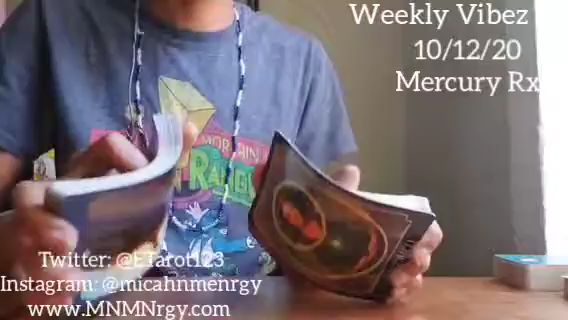 Weekly Vibez
10/12/20
Mercury Rx
Twitter: @ETarot123
Instagram: @micahnmenrgy
www.MNMNrgy.com